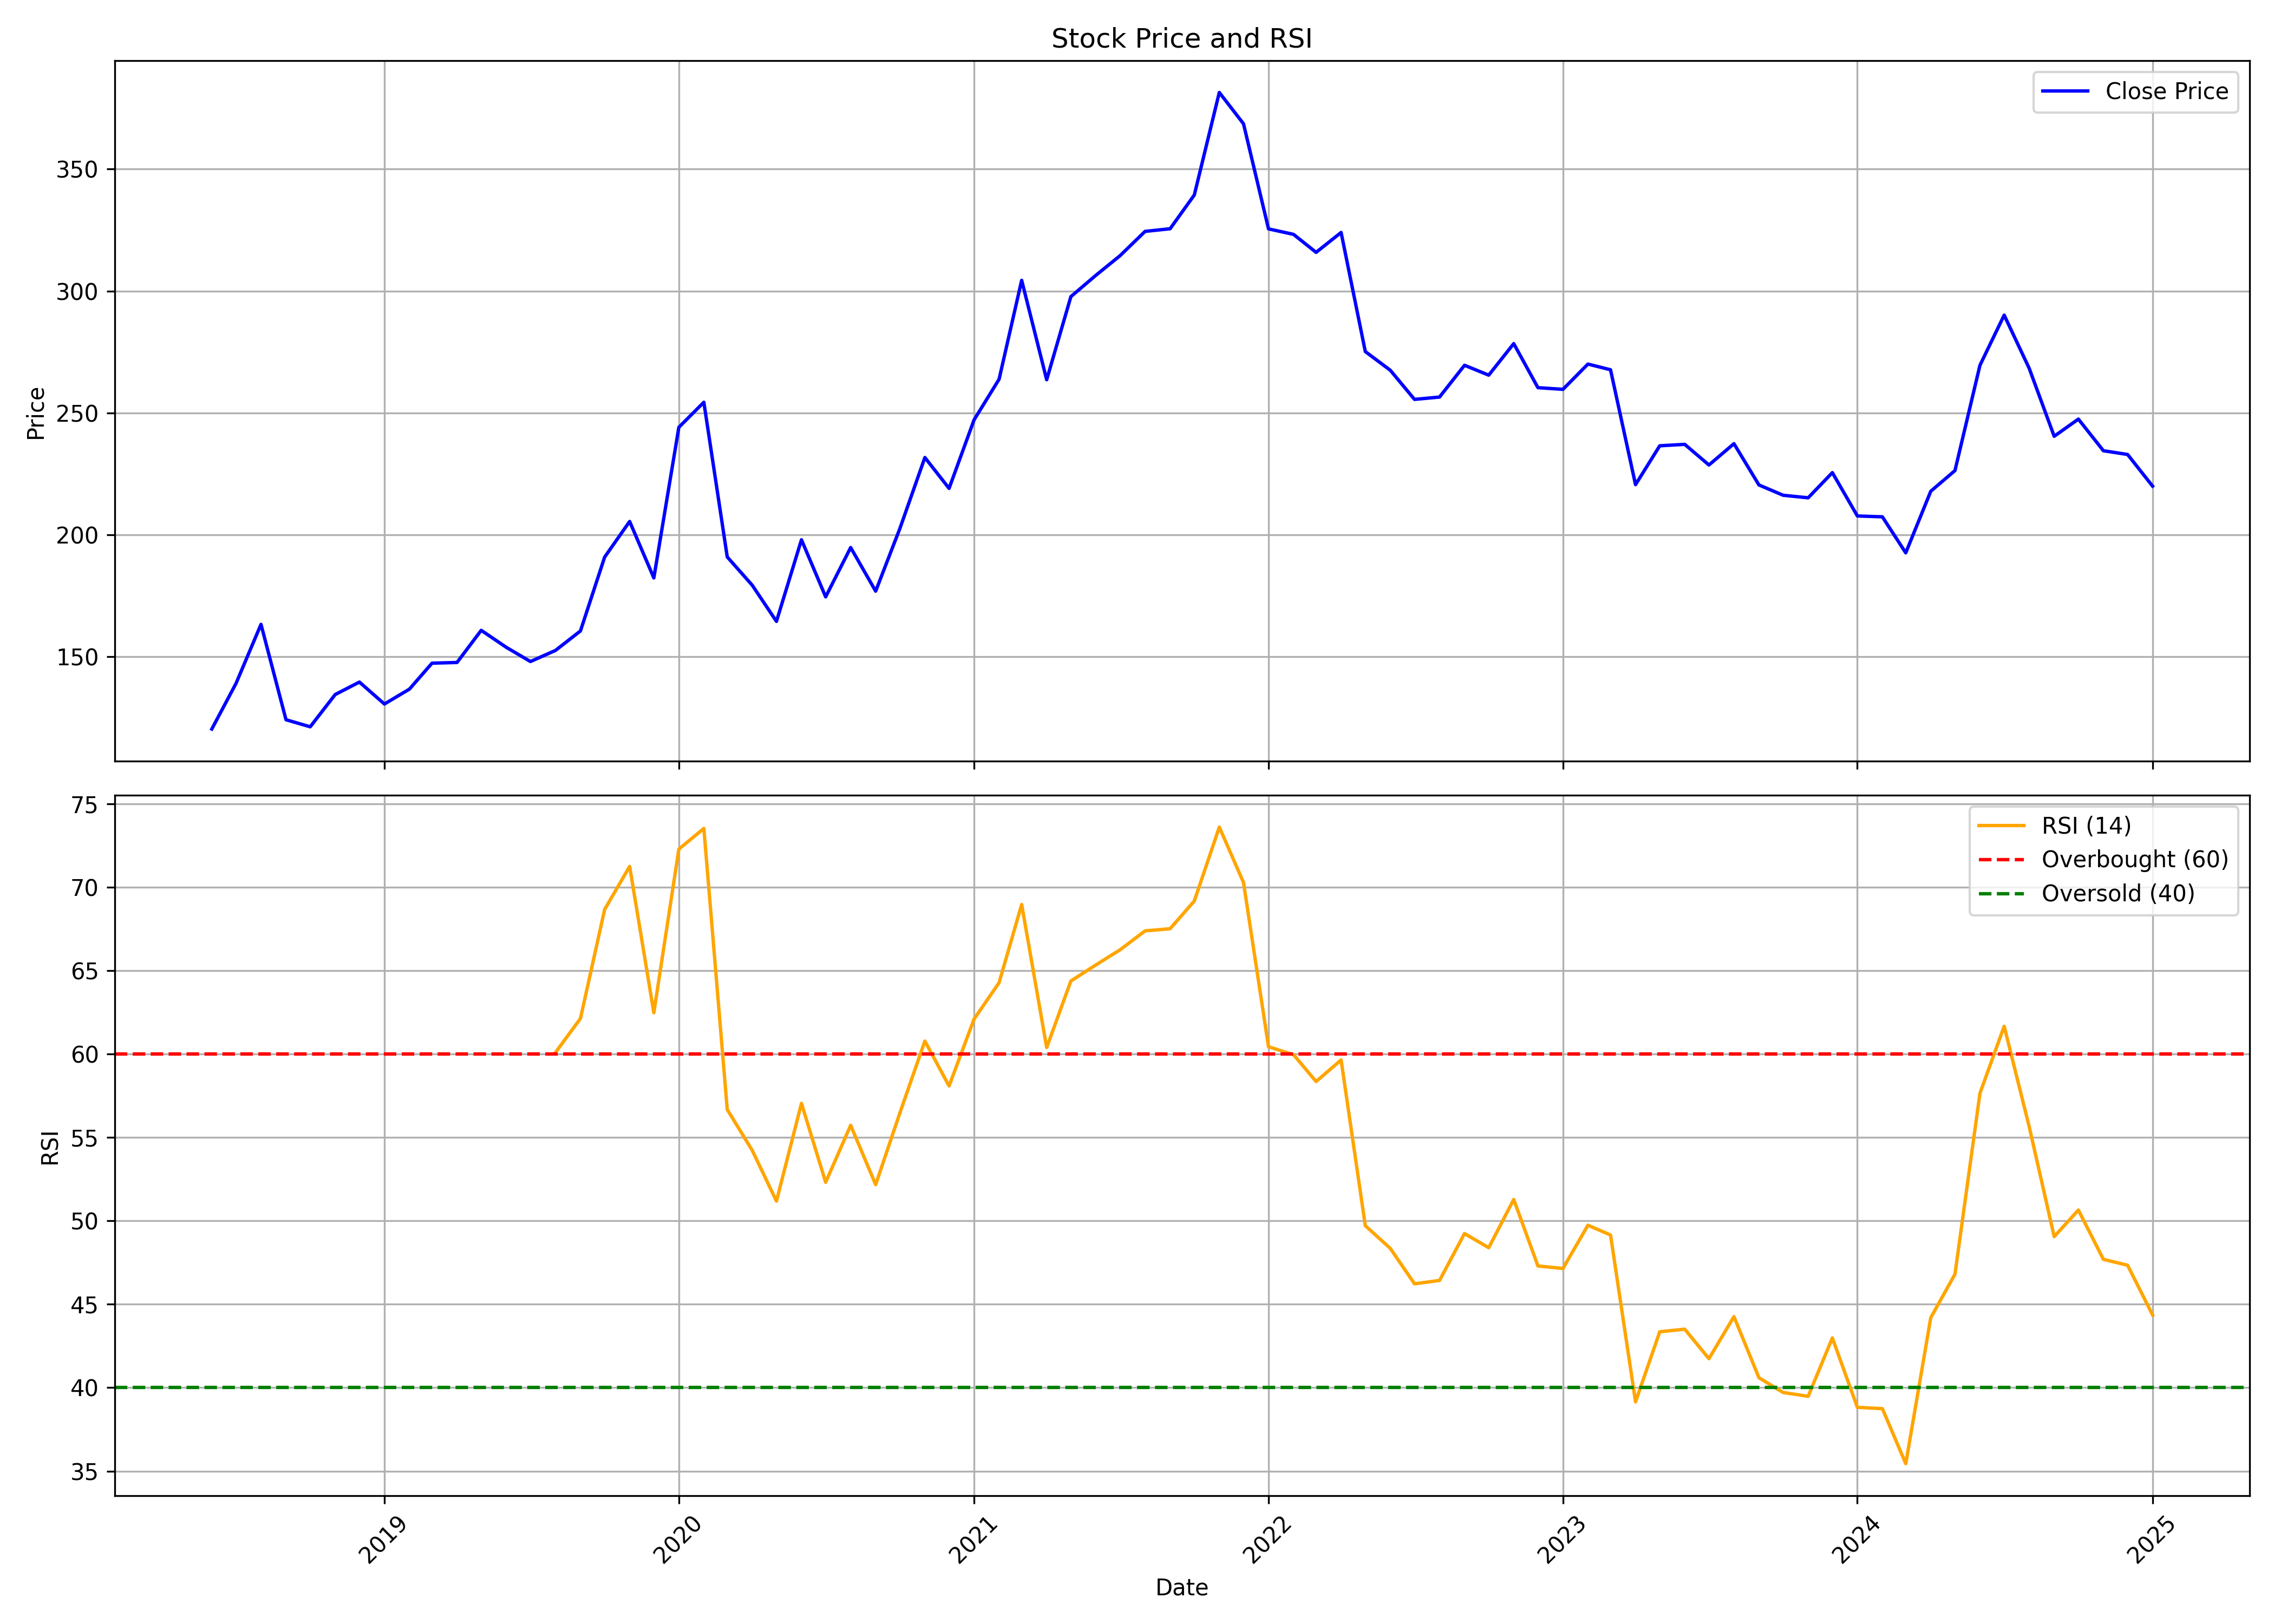 Stock Price and RSI
Close Price
Price
350
300
250
200
150
RSI (14)
Overbought (60)
Oversold (40)
RSI
75
70
65
60
55
50
45
40
35
2019
2020
2021
2022
2023
2024
2025
Date